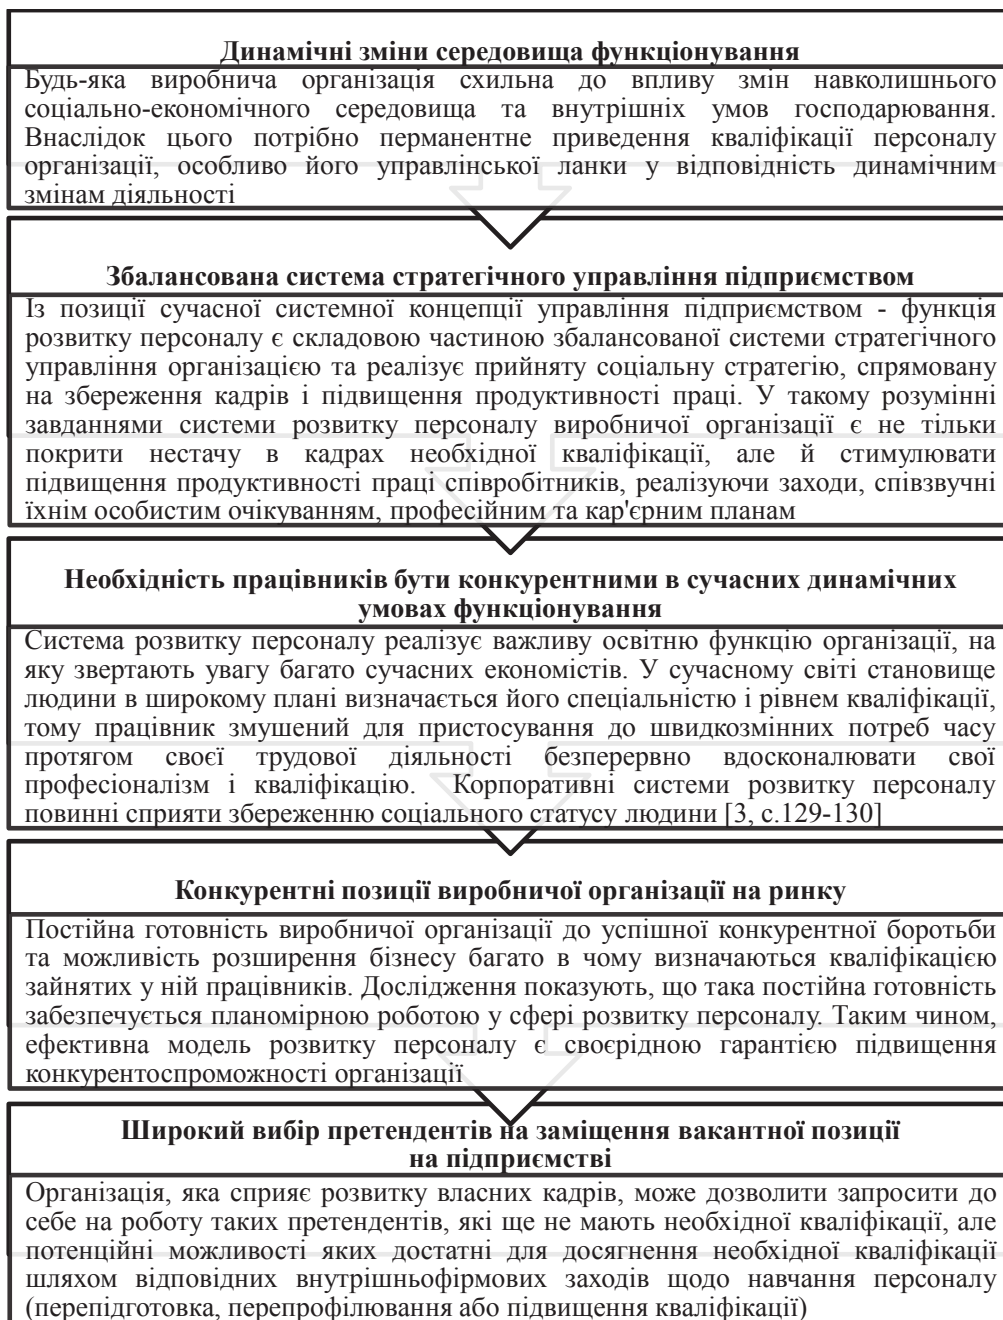 Динамічні зміни середовища функціонування
Будь-яка виробнича організація схильна до впливу змін навколишнього
соціально-економічного середовища та внутрішніх умов господарювання.
Внаслідок цього потрібно перманентне приведення кваліфікації персоналу
організації, особливо його управлінської ланки у відповідність динамічним
змінам діяльності
Збалансована система стратегічного управління підприємством
Із позиції сучасної системної концепції управління підприємством - функція
розвитку персоналу є складовою частиною збалансованої системи стратегічного
управління організацією та реалізує прийняту соціальну стратегію, спрямовану
на збереження кадрів і підвищення продуктивності праці. У такому розумінні
завданнями системи розвитку персоналу виробничої організації є не тільки
покрити нестачу в кадрах необхідної кваліфікації, але й стимулювати
підвищення продуктивності праці співробітників, реалізуючи заходи, співзвучні
їхнім особистим очікуванням, професійним та кар'єрним планам
Необхідність працівників бути конкурентними в сучасних динамічних
умовах функціонування
Система розвитку персоналу реалізує важливу освітню функцію організації, на
яку звертають увагу багато сучасних економістів. У сучасному світі становище
людини в широкому плані визначається його спеціальністю і рівнем кваліфікації,
тому працівник змушений для пристосування до швидкозмінних потреб часу
протягом своєї трудової діяльності безперервно вдосконалювати свої
професіоналізм і кваліфікацію. Корпоративні системи розвитку персоналу
повинні сприяти збереженню соціального статусу людини [3, с.129-130]
Конкурентні позиції виробничої організації на ринку
Постійна готовність виробничої організації до успішної конкурентної боротьби
та можливість розширення бізнесу багато в чому визначаються кваліфікацією
зайнятих у ній працівників. Дослідження показують, що така постійна готовність
забезпечується планомірною роботою у сфері розвитку персоналу. Таким чином,
ефективна модель розвитку персоналу є своєрідною гарантією підвищення
конкурентоспроможності організації
Широкий вибір претендентів на заміщення вакантної позиції
на підприємстві
Організація, яка сприяє розвитку власних кадрів, може дозволити запросити до
себе на роботу таких претендентів, які ще не мають необхідної кваліфікації, але
потенційні можливості яких достатні для досягнення необхідної кваліфікації
шляхом відповідних внутрішньофірмових заходів щодо навчання персоналу
(перепідготовка, перепрофілювання або підвищення кваліфікації)